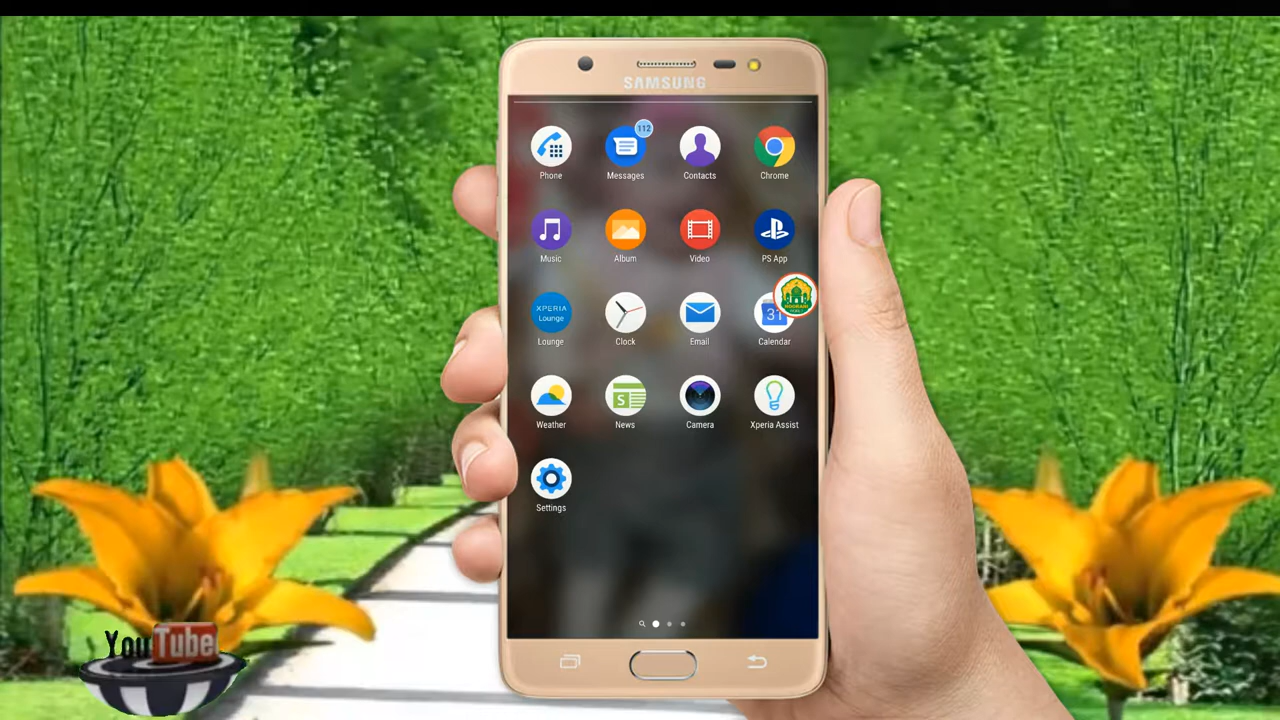 SAMSUNG
112
Phone
Messages
Contacts
Chrome
Music
Album
Video
PS App
XPERIA
Lounge
31
Lounge
Clock
Email
Calendar
S
Weather
News
Camera
Xperia Assist
Settings
YouTube